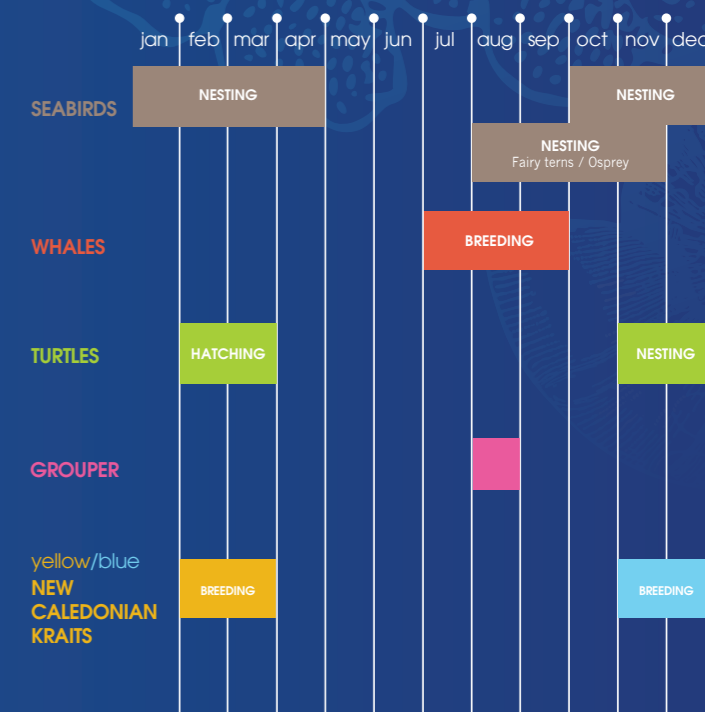 jan feb mar apr may jun jul aug sep oct nov dec
NESTING NESTING
SEABIRDS
NESTING
Fairy terns / Osprey
WHALES BREEDING
TURTLES HATCHING NESTING
GROUPER
yellow/blue
NEW BREEDING BREEDING
CALEDONIAN
KRAITS